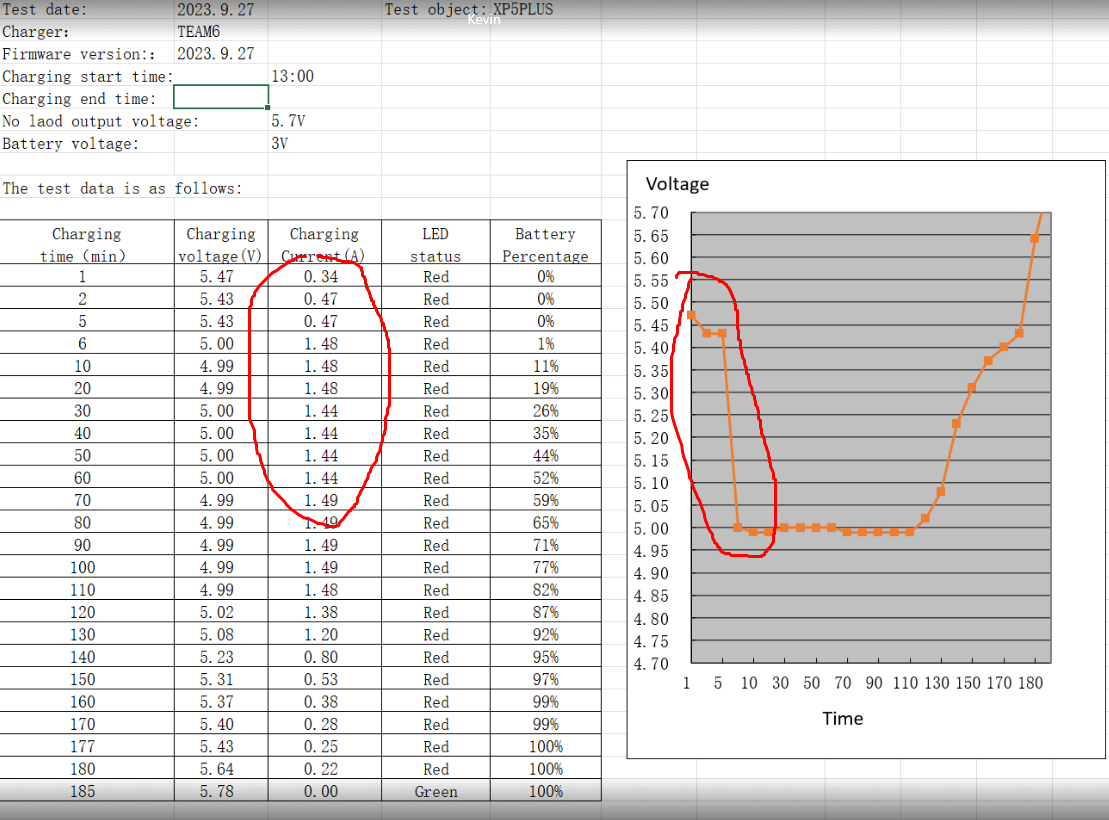 Test date: 2023.9.27 Test object: XP5PLUS
Kevin
Charger: TEAM6
Firmware version:: 2023.9.27
Charging start time: 13:00
Charging end time:
No laod output voltage: 5.7V
Battery voltage: 3V
The test data is as follows:
Charging time (min) Charging voltage(V) Charging Current(A) LED status Battery Percentage
1 5.47 0.34 Red 0%
2 5.43 0.47 Red 0%
5 5.43 0.47 Red 0%
6 5.00 1.48 Red 1%
10 4.99 1.48 Red 11%
20 4.99 1.48 Red 19%
30 5.00 1.44 Red 26%
40 5.00 1.44 Red 35%
50 5.00 1.44 Red 44%
60 5.00 1.44 Red 52%
70 4.99 1.49 Red 59%
80 4.99 1.49 Red 65%
90 4.99 1.49 Red 71%
100 4.99 1.49 Red 77%
110 4.99 1.48 Red 82%
120 5.02 1.38 Red 87%
130 5.08 1.20 Red 92%
140 5.23 0.80 Red 95%
150 5.31 0.53 Red 97%
160 5.37 0.38 Red 99%
170 5.40 0.28 Red 99%
177 5.43 0.25 Red 100%
180 5.64 0.22 Red 100%
185 5.78 0.00 Green 100%
Voltage
5.70
5.65
5.60
5.55
5.50
5.45
5.40
5.35
5.30
5.25
5.20
5.15
5.10
5.05
5.00
4.95
4.90
4.85
4.80
4.75
4.70
1 5 10 30 50 70 90 110 130 150 170 180
Time